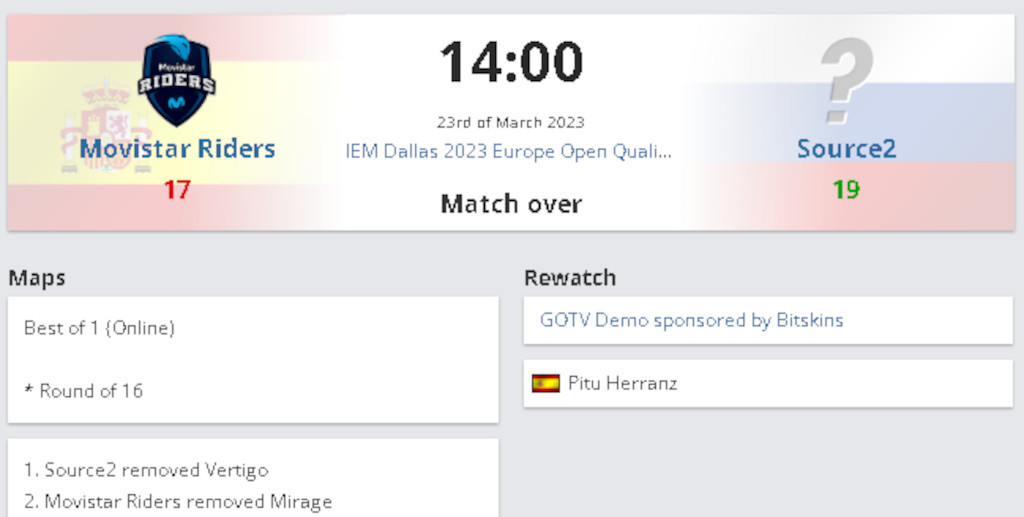 Movistar
RIDERS
14:00
?
23rd of March 2023
Movistar Riders
IEM Dallas 2023 Europe Open Quali...
Source2
17
Match over
19
Maps
Best of 1 (Online)
* Round of 16
1. Source2 removed Vertigo
2. Movistar Riders removed Mirage
Rewatch
GOTV Demo sponsored by Bitskins
Pitu Herranz